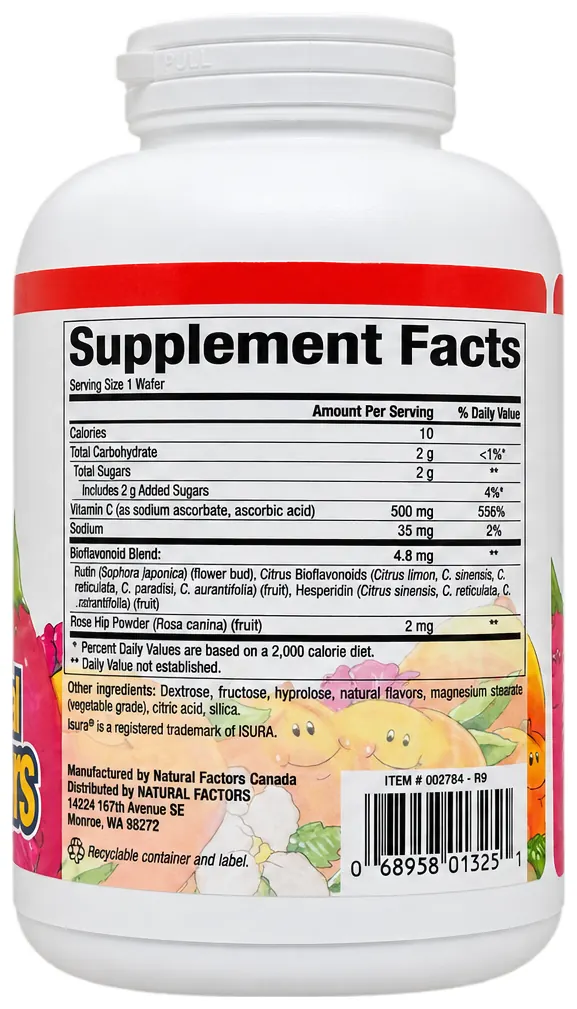 PULL
Supplement Facts
Serving Size 1 Wafer
Amount Per Serving % Daily Value
Calories 10
Total Carbohydrate 2 g <1%*
Total Sugars 2 g **
Includes 2 g Added Sugars 4%*
Vitamin C (as sodium ascorbate, ascorbic acid) 500 mg 556%
Sodium 35 mg 2%
Bioflavonoid Blend: 4.8 mg **
Rutin (Sophora japonica) (flower bud), Citrus Bioflavonoids (Citrus limon, C. sinensis, C.
reticulata, C. paradisi, C. aurantifolia) (fruit), Hesperidin (Citrus sinensis, C. reticulata, C.
(fruit)
Rose Hip Powder (Rosa canina) (fruit) 2 mg **
* Percent Daily Values are based on a 2,000 calorie diet.
** Daily Value not established.
Other ingredients: Dextrose, fructose, hyprolose, natural flavors, magnesium stearate
(vegetable grade), citric acid, silica.
Isura® is a registered trademark of ISURA.
Manufactured by Natural Factors Canada
Distributed by NATURAL FACTORS
14224 167th Avenue SE
Monroe, WA 98272
Recyclable container and label.
ITEM # 002784 - R9
0 68958 01325 1